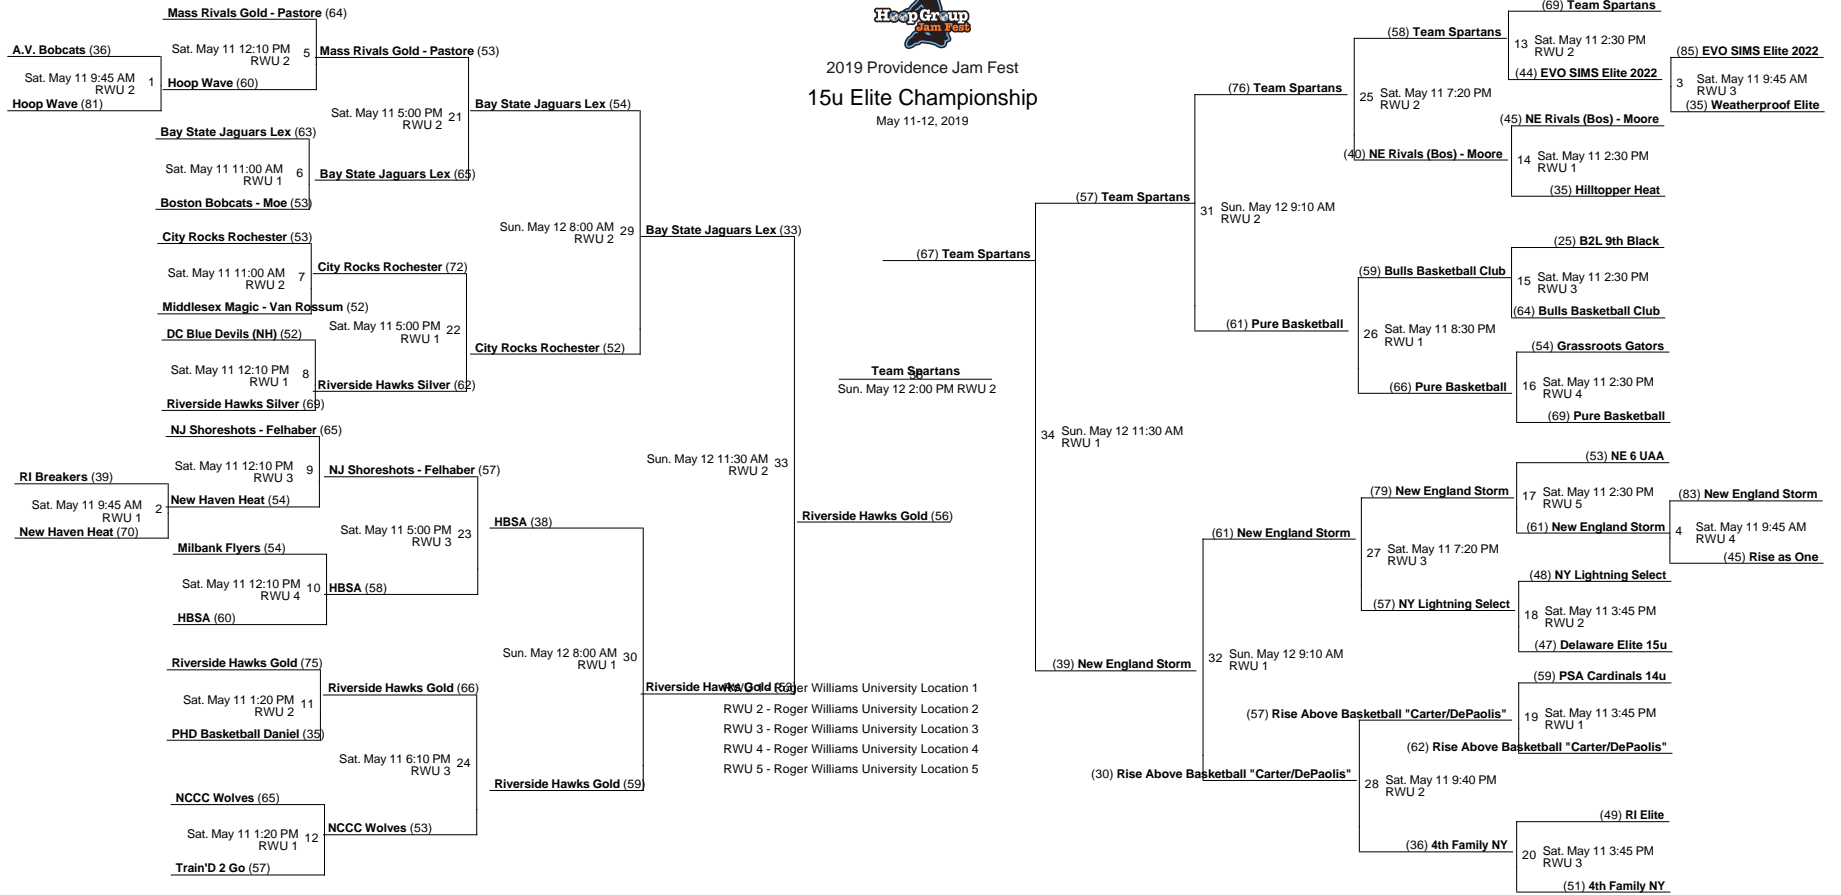 HoopGroup
Jam Fest
2019 Providence Jam Fest
15u Elite Championship
May 11-12, 2019
Mass Rivals Gold - Pastore (64)
A.V. Bobcats (36)
Sat. May 11 9:45 AM 1
RWU 2
Hoop Wave (81)
Sat. May 11 12:10 PM 5
RWU 2
Hoop Wave (60)
Mass Rivals Gold - Pastore (53)
Bay State Jaguars Lex (63)
Sat. May 11 11:00 AM 6
RWU 1
Boston Bobcats - Moe (53)
Sat. May 11 5:00 PM 21
RWU 2
Bay State Jaguars Lex (65)
Bay State Jaguars Lex (54)
City Rocks Rochester (53)
Sat. May 11 11:00 AM 7
RWU 2
Middlesex Magic - Van Rossum (52)
City Rocks Rochester (72)
DC Blue Devils (NH) (52)
Sat. May 11 12:10 PM 8
RWU 1
Riverside Hawks Silver (69)
Sat. May 11 5:00 PM 22
RWU 1
Riverside Hawks Silver (62)
City Rocks Rochester (52)
Sun. May 12 8:00 AM 29
RWU 2
Bay State Jaguars Lex (33)
NJ Shoreshots - Felhaber (65)
RI Breakers (39)
Sat. May 11 9:45 AM 2
RWU 1
New Haven Heat (70)
Sat. May 11 12:10 PM 9
RWU 3
New Haven Heat (54)
NJ Shoreshots - Felhaber (57)
Milbank Flyers (54)
Sat. May 11 12:10 PM 10
RWU 4
HBSA (60)
Sat. May 11 5:00 PM 23
RWU 3
HBSA (58)
HBSA (38)
Riverside Hawks Gold (75)
Sat. May 11 1:20 PM 11
RWU 2
PHD Basketball Daniel (35)
Riverside Hawks Gold (66)
NCCC Wolves (65)
Sat. May 11 1:20 PM 12
RWU 1
Train'D 2 Go (57)
Sat. May 11 6:10 PM 24
RWU 3
NCCC Wolves (53)
Riverside Hawks Gold (59)
Sun. May 12 8:00 AM 30
RWU 1
Riverside Hawks Gold (53)
Sun. May 12 11:30 AM 33
RWU 2
Riverside Hawks Gold (56)
(67) Team Spartans
Team Spartans
Sun. May 12 2:00 PM RWU 2
RWU 1 - Roger Williams University Location 1
RWU 2 - Roger Williams University Location 2
RWU 3 - Roger Williams University Location 3
RWU 4 - Roger Williams University Location 4
RWU 5 - Roger Williams University Location 5
(69) Team Spartans
13 Sat. May 11 2:30 PM
RWU 2
(44) EVO SIMS Elite 2022
(85) EVO SIMS Elite 2022
3 Sat. May 11 9:45 AM
RWU 3
(35) Weatherproof Elite
(58) Team Spartans
25 Sat. May 11 7:20 PM
RWU 2
(40) NE Rivals (Bos) - Moore
(45) NE Rivals (Bos) - Moore
14 Sat. May 11 2:30 PM
RWU 1
(35) Hilltopper Heat
(76) Team Spartans
31 Sun. May 12 9:10 AM
RWU 2
(61) Pure Basketball
(57) Team Spartans
(25) B2L 9th Black
15 Sat. May 11 2:30 PM
RWU 3
(64) Bulls Basketball Club
(59) Bulls Basketball Club
26 Sat. May 11 8:30 PM
RWU 1
(66) Pure Basketball
(54) Grassroots Gators
16 Sat. May 11 2:30 PM
RWU 4
(69) Pure Basketball
34 Sun. May 12 11:30 AM
RWU 1
(53) NE 6 UAA
17 Sat. May 11 2:30 PM
RWU 5
(61) New England Storm
(83) New England Storm
4 Sat. May 11 9:45 AM
RWU 4
(45) Rise as One
(79) New England Storm
27 Sat. May 11 7:20 PM
RWU 3
(57) NY Lightning Select
(48) NY Lightning Select
18 Sat. May 11 3:45 PM
RWU 2
(47) Delaware Elite 15u
(61) New England Storm
32 Sun. May 12 9:10 AM
RWU 1
(30) Rise Above Basketball "Carter/DePaolis"
(39) New England Storm
(59) PSA Cardinals 14u
19 Sat. May 11 3:45 PM
RWU 1
(62) Rise Above Basketball "Carter/DePaolis"
(57) Rise Above Basketball "Carter/DePaolis"
28 Sat. May 11 9:40 PM
RWU 2
(36) 4th Family NY
(49) RI Elite
20 Sat. May 11 3:45 PM
RWU 3
(51) 4th Family NY